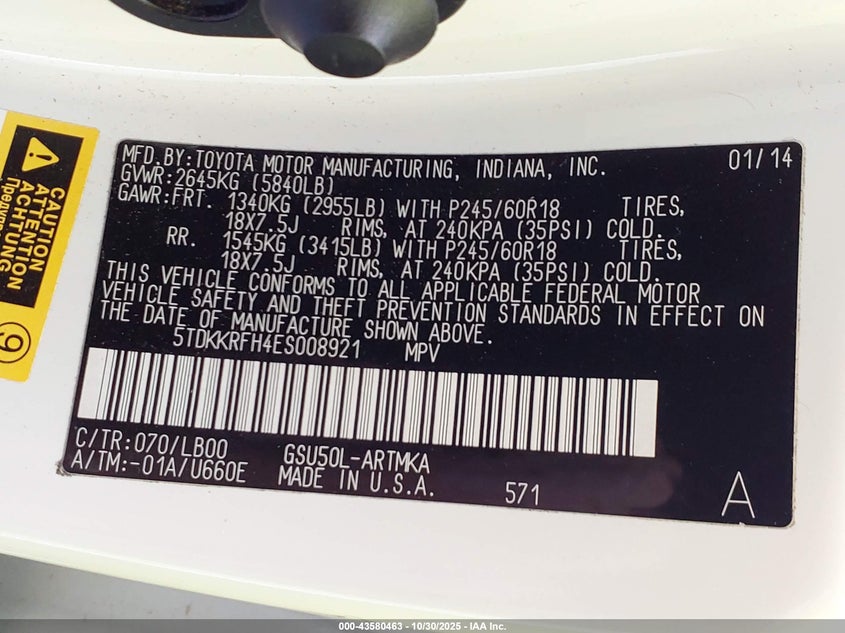 CAUTION
ATTENTION
ACHTUNG
9
MFD.BY:TOYOTA MOTOR MANUFACTURING, INDIANA, INC. 01/14
GVWR:2645KG (5840LB)
GAWR:FRT. 1340KG (2955LB) WITH P245/60R18 TIRES,
18X7.5J RIMS, AT 240KPA (35PSI) COLD.
RR. 1545KG (3415LB) WITH P245/60R18 TIRES,
18X7.5J RIMS, AT 240KPA (35PSI) COLD.
THIS VEHICLE CONFORMS TO ALL APPLICABLE FEDERAL MOTOR
VEHICLE SAFETY AND THEFT PREVENTION STANDARDS IN EFFECT ON
THE DATE OF MANUFACTURE SHOWN ABOVE.
5TDKKRFH4ES008921 MPV
C/TR:070/LB00 GSU50L-ARTMKA
A/TM:-01A/U660E MADE IN U.S.A. 571 A
000-43580463 - 10/30/2025 - IAA Inc.